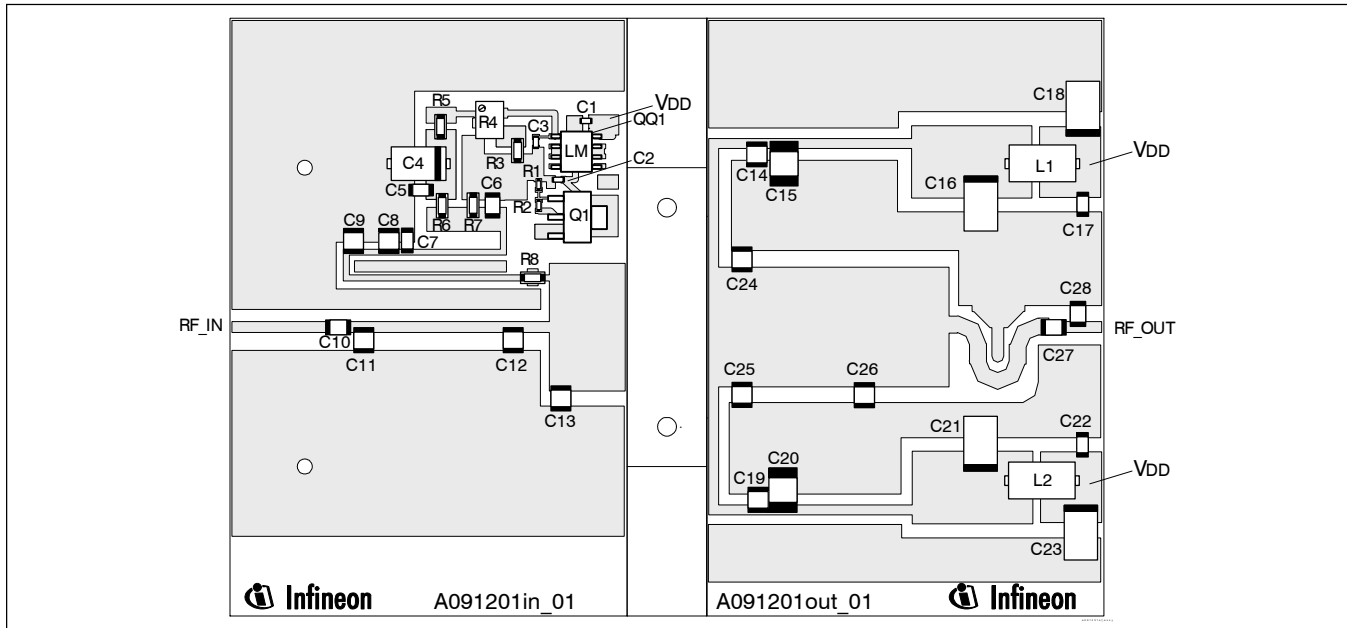 R5
R4
C3
C1
VDD
QQ1
LM
R3
C2
C4
C5
R1
C6
R2
Q1
R6
R7
C9
C8
C7
R8
RF_IN
C10
C11
C12
C13
C18
VDD
L1
C14
C15
C16
C17
C24
C28
RF_OUT
C27
C25
C26
C21
C22
C20
C19
VDD
L2
C23
Infineon
A091201in_01
A091201out_01
Infineon